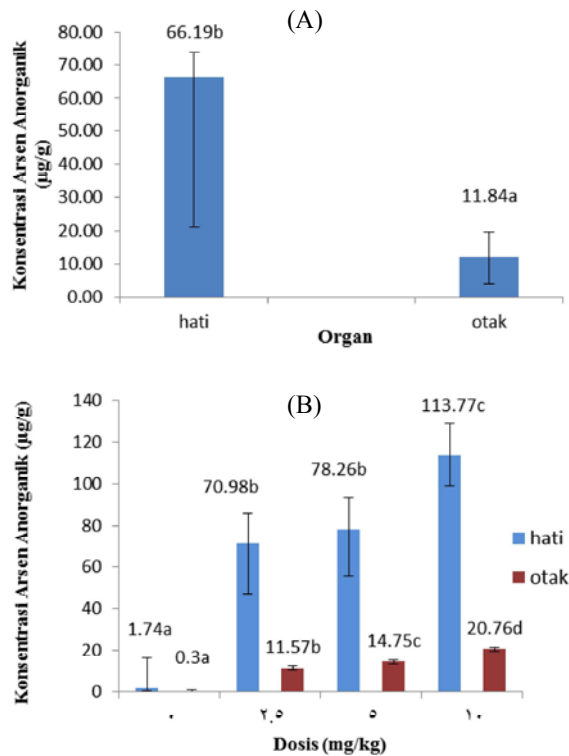 (A)
Konsentrasi Arsen Anorganik
(µg/g)
80.00
70.00
60.00
50.00
40.00
30.00
20.00
10.00
0.00
66.19b
11.84a
hati
otak
Organ
(B)
Konsentrasi Arsen Anorganik (µg/g)
140
120
100
80
60
40
20
0
1.74a
0.3a
70.98b
11.57b
78.26b
14.75c
113.77c
20.76d
hati
otak
٠
٢.٥
٥
١٠
Dosis (mg/kg)